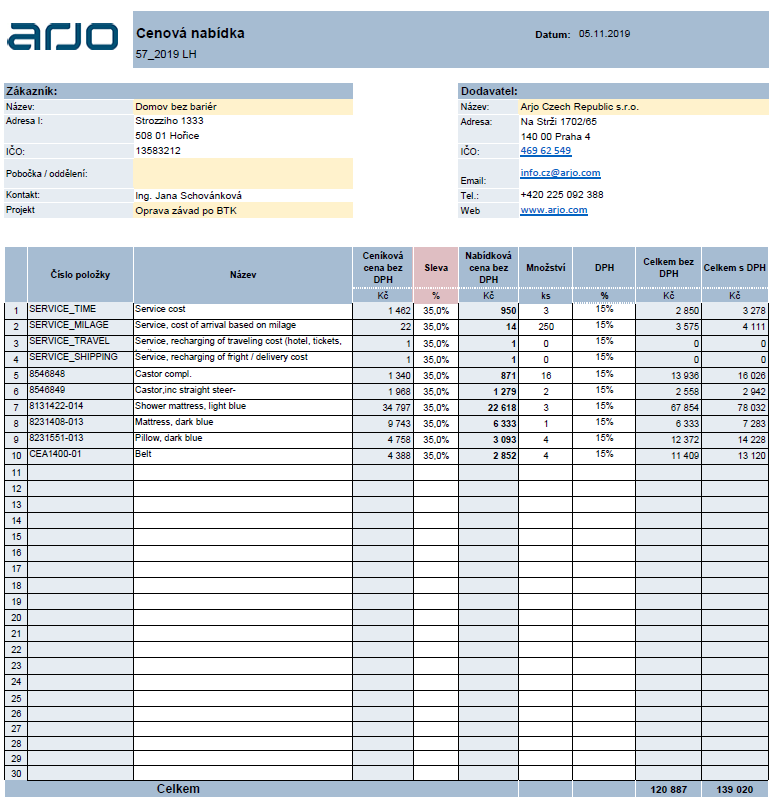 arjo
Cenová nabídka
57_2019 LH
Datum: 05.11.2019
Zákazník:
Název: Domov bez bariér
Adresa I: Strozziho 1333
508 01 Hořice
IČO: 13583212
Pobočka / oddělení:
Kontakt: Ing. Jana Schovánková
Projekt Oprava závad po BTK
Dodavatel:
Název: Arjo Czech Republic s.r.o.
Adresa: Na Strži 1702/65
140 00 Praha 4
IČO: 469 62 549
Email: info.cz@arjo.com
Tel.: +420 225 092 388
Web www.arjo.com
Číslo položky Název Ceníková cena bez DPH Sleva Nabídková cena bez DPH Množství DPH Celkem bez DPH Celkem s DPH
Kč % Kč ks % Kč Kč
1 SERVICE_TIME Service cost 1 462 35,0% 950 3 15% 2 850 3 278
2 SERVICE_MILAGE Service, cost of arrival based on milage 22 35,0% 14 250 15% 3 575 4 111
3 SERVICE_TRAVEL Service, recharging of traveling cost (hotel, tickets, 1 35,0% 1 0 15% 0 0
4 SERVICE_SHIPPING Service, recharging of fright / delivery cost 1 35,0% 1 0 15% 0 0
5 8546848 Castor compl. 1 340 35,0% 871 16 15% 13 936 16 026
6 8546849 Castor,inc straight steer- 1 968 35,0% 1 279 2 15% 2 558 2 942
7 8131422-014 Shower mattress, light blue 34 797 35,0% 22 618 3 15% 67 854 78 032
8 8231408-013 Mattress, dark blue 9 743 35,0% 6 333 1 15% 6 333 7 283
9 8231551-013 Pillow, dark blue 4 758 35,0% 3 093 4 15% 12 372 14 228
10 CEA1400-01 Belt 4 388 35,0% 2 852 4 15% 11 409 13 120
11
12
13
14
15
16
17
18
19
20
21
22
23
24
25
26
27
28
29
30
Celkem 120 887 139 020